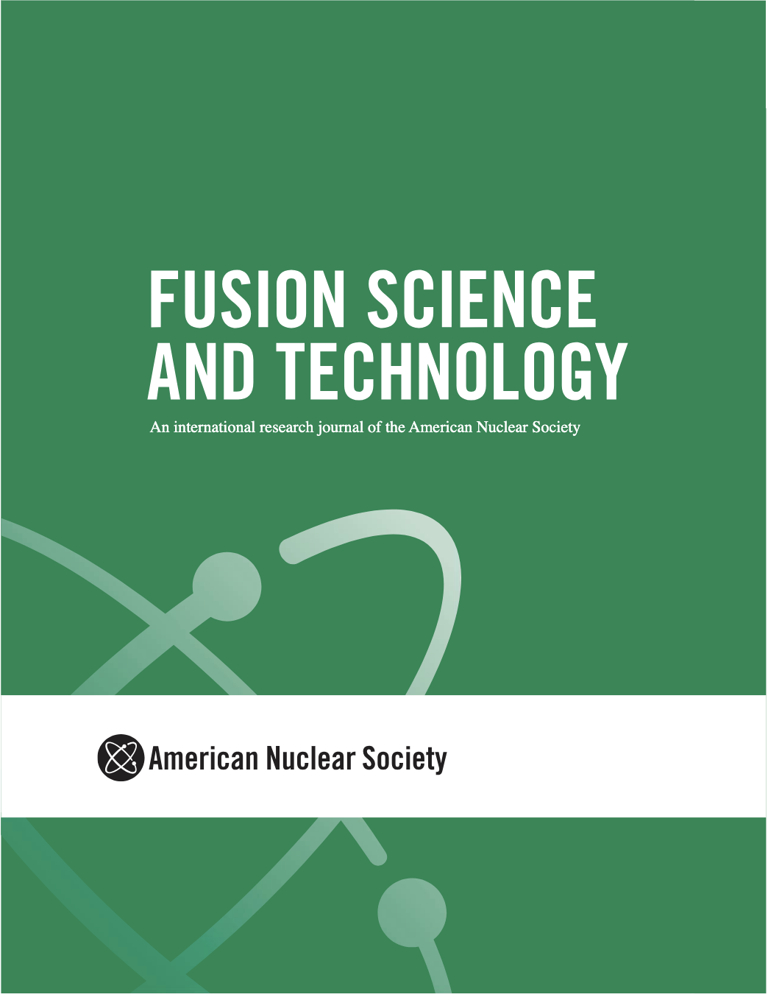 FUSION SCIENCE
AND TECHNOLOGY
An international research journal of the American Nuclear Society
American Nuclear Society